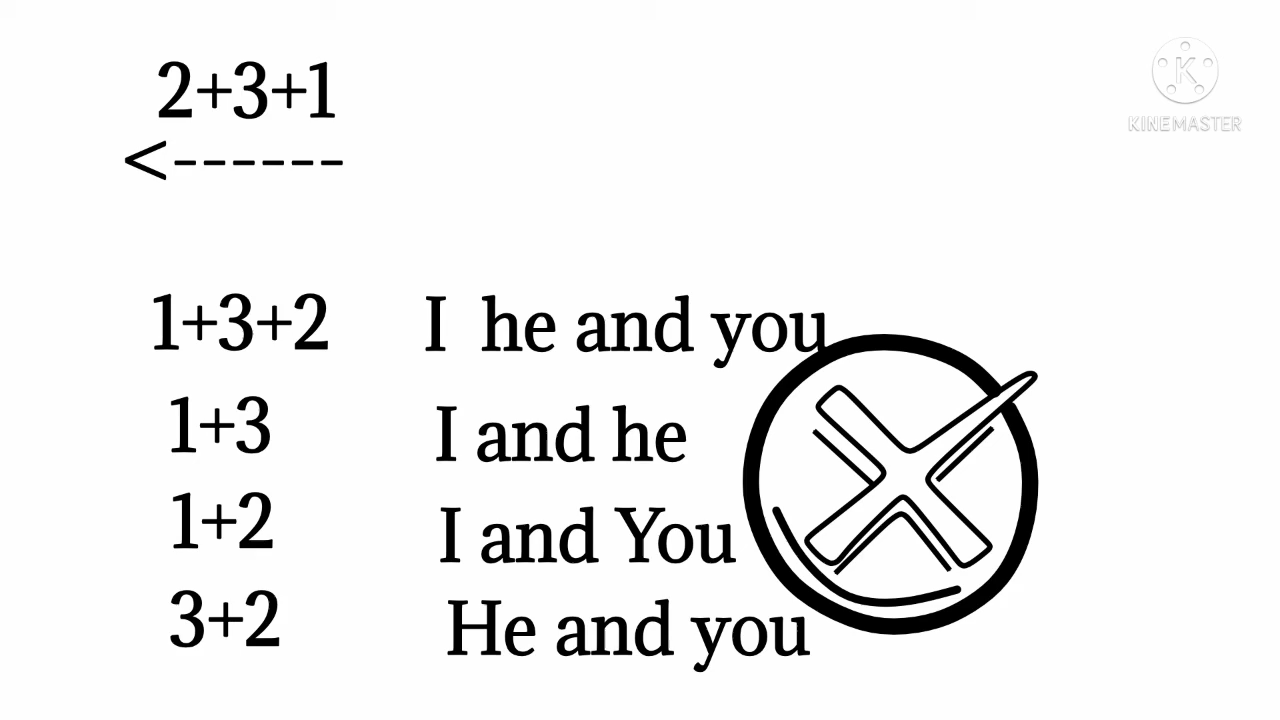 2+3+1
<------
KINEMASTER
1+3+2 I he and you
1+3 I and he
1+2 I and You
3+2 He and you